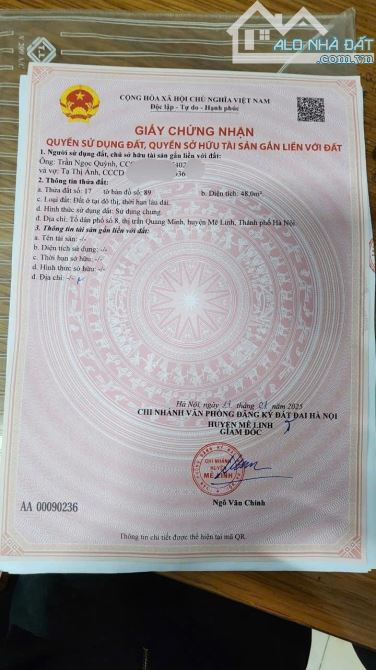 ALO NHÀ ĐẤT
CỘNG HÒA XÃ HỘI CHỦ NGHĨA VIỆT NAM
Độc lập - Tự do - Hạnh phúc
GIẤY CHỨNG NHẬN
QUYỀN SỬ DỤNG ĐẤT, QUYỀN SỞ HỮU TÀI SẢN GẮN LIỀN VỚI ĐẤT
1. Người sử dụng đất, chủ sở hữu tài sản gắn liền với đất:
Ông: Trần Ngọc Quỳnh,
và vợ: Tạ Thị Ánh, CCCD
2. Thông tin thửa đất:
a. Thửa đất số: 17 tờ bản đồ số: 89 b. Diện tích: 48,0m²
c. Loại đất: Đất ở tại đô thị, thời hạn lâu dài.
d. Hình thức sử dụng đất: Sử dụng chung.
đ. Địa chỉ: Tổ dân phố số 8, thị trấn Quang Minh, huyện Mê Linh, Thành phố Hà Nội.
3. Thông tin tài sản gắn liền với đất:
a. Tên tài sản: -/-
b. Diện tích sử dụng: -/-
c. Thời hạn sở hữu: -/-
d. Hình thức sở hữu: -/-
đ. Địa chỉ: -/-
Hà Nội, ngày tháng năm 2025
CHI NHÁNH VĂN PHÒNG ĐĂNG KÝ ĐẤT ĐAI HÀ NỘI
HUYỆN MÊ LINH
GIÁM ĐỐC
CHI NHÁNH
HUYỆN
MÊ LINH
Ngô Văn Chinh
AA 00090236
Thông tin chi tiết được thể hiện tại mã QR.